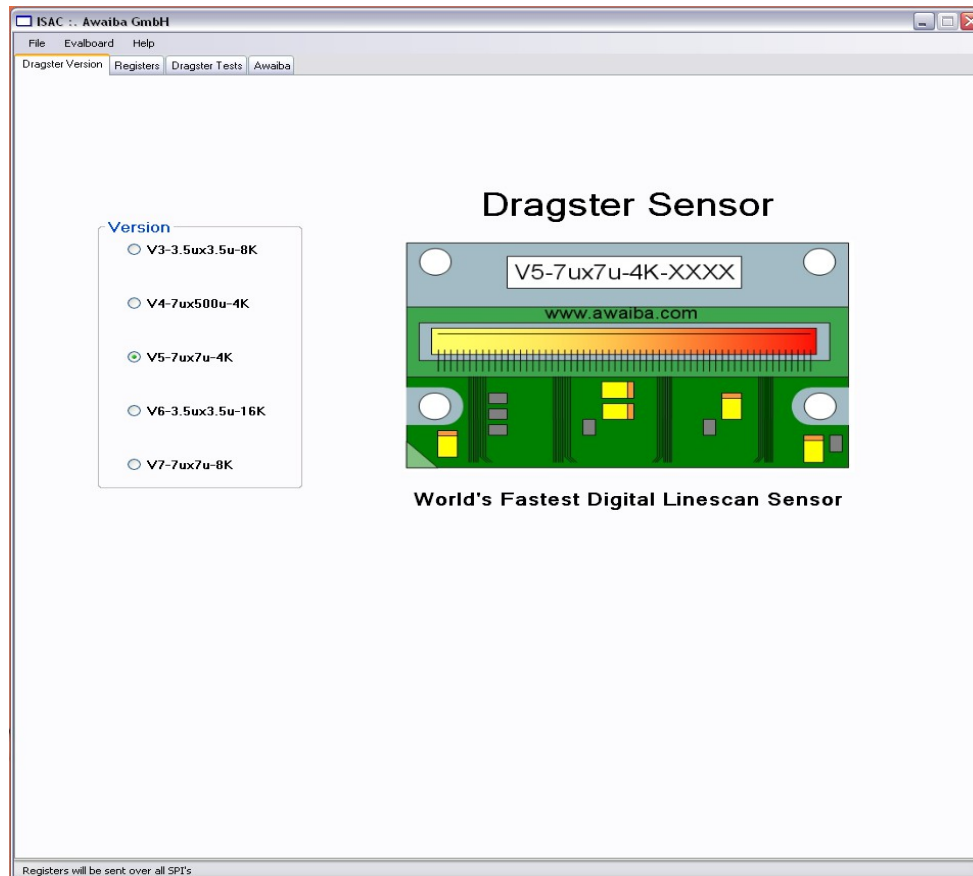 ISAC :. Awaiba GmbH
File Evalboard Help
Dragster Version Registers Dragster Tests Awaiba
Dragster Sensor
Version
V3-3.5ux3.5u-8K
V4-7ux500u-4K
V5-7ux7u-4K
V6-3.5ux3.5u-16K
V7-7ux7u-8K
V5-7ux7u-4K-XXXX
www.awaiba.com
World's Fastest Digital Linescan Sensor
Registers will be sent over all SPI's